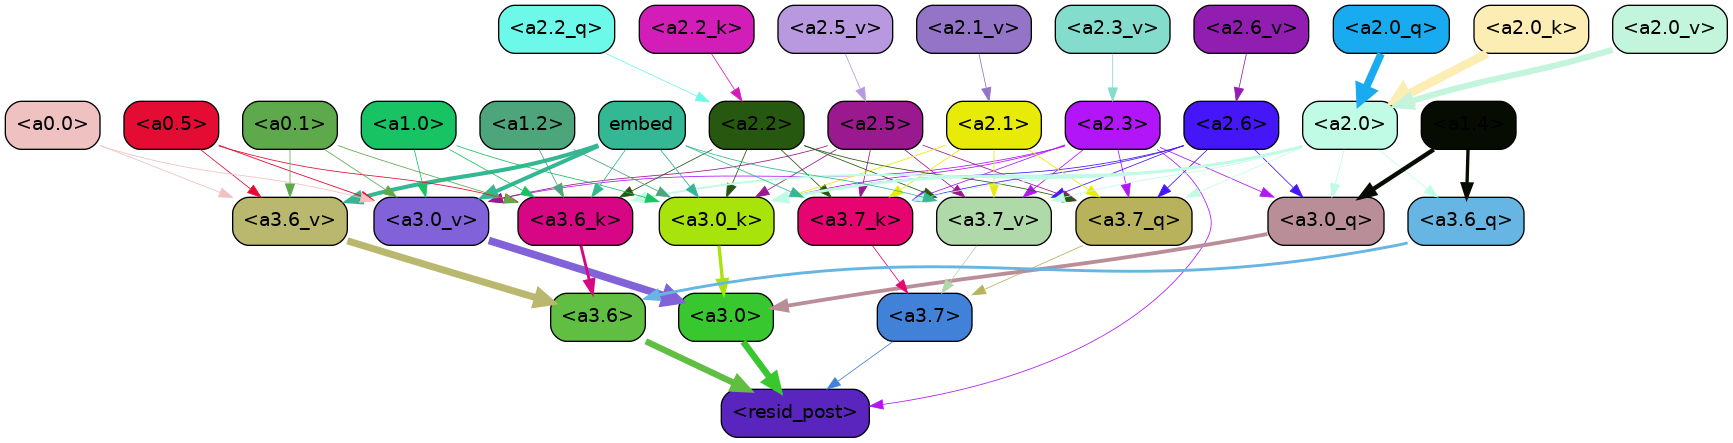 <a2.2_q> <a2.2_k> <a2.5_v> <a2.1_v> <a2.3_v> <a2.6_v> <a2.0_q> <a2.0_k> <a2.0_v>
<a0.0> <a0.5> <a0.1> <a1.0> <a1.2> embed <a2.2> <a2.5> <a2.1> <a2.3> <a2.6> <a2.0> <a1.4>
<a3.6_v> <a3.0_v> <a3.6_k> <a3.0_k> <a3.7_k> <a3.7_v> <a3.7_q> <a3.0_q> <a3.6_q>
<a3.6> <a3.0> <a3.7>
<resid_post>